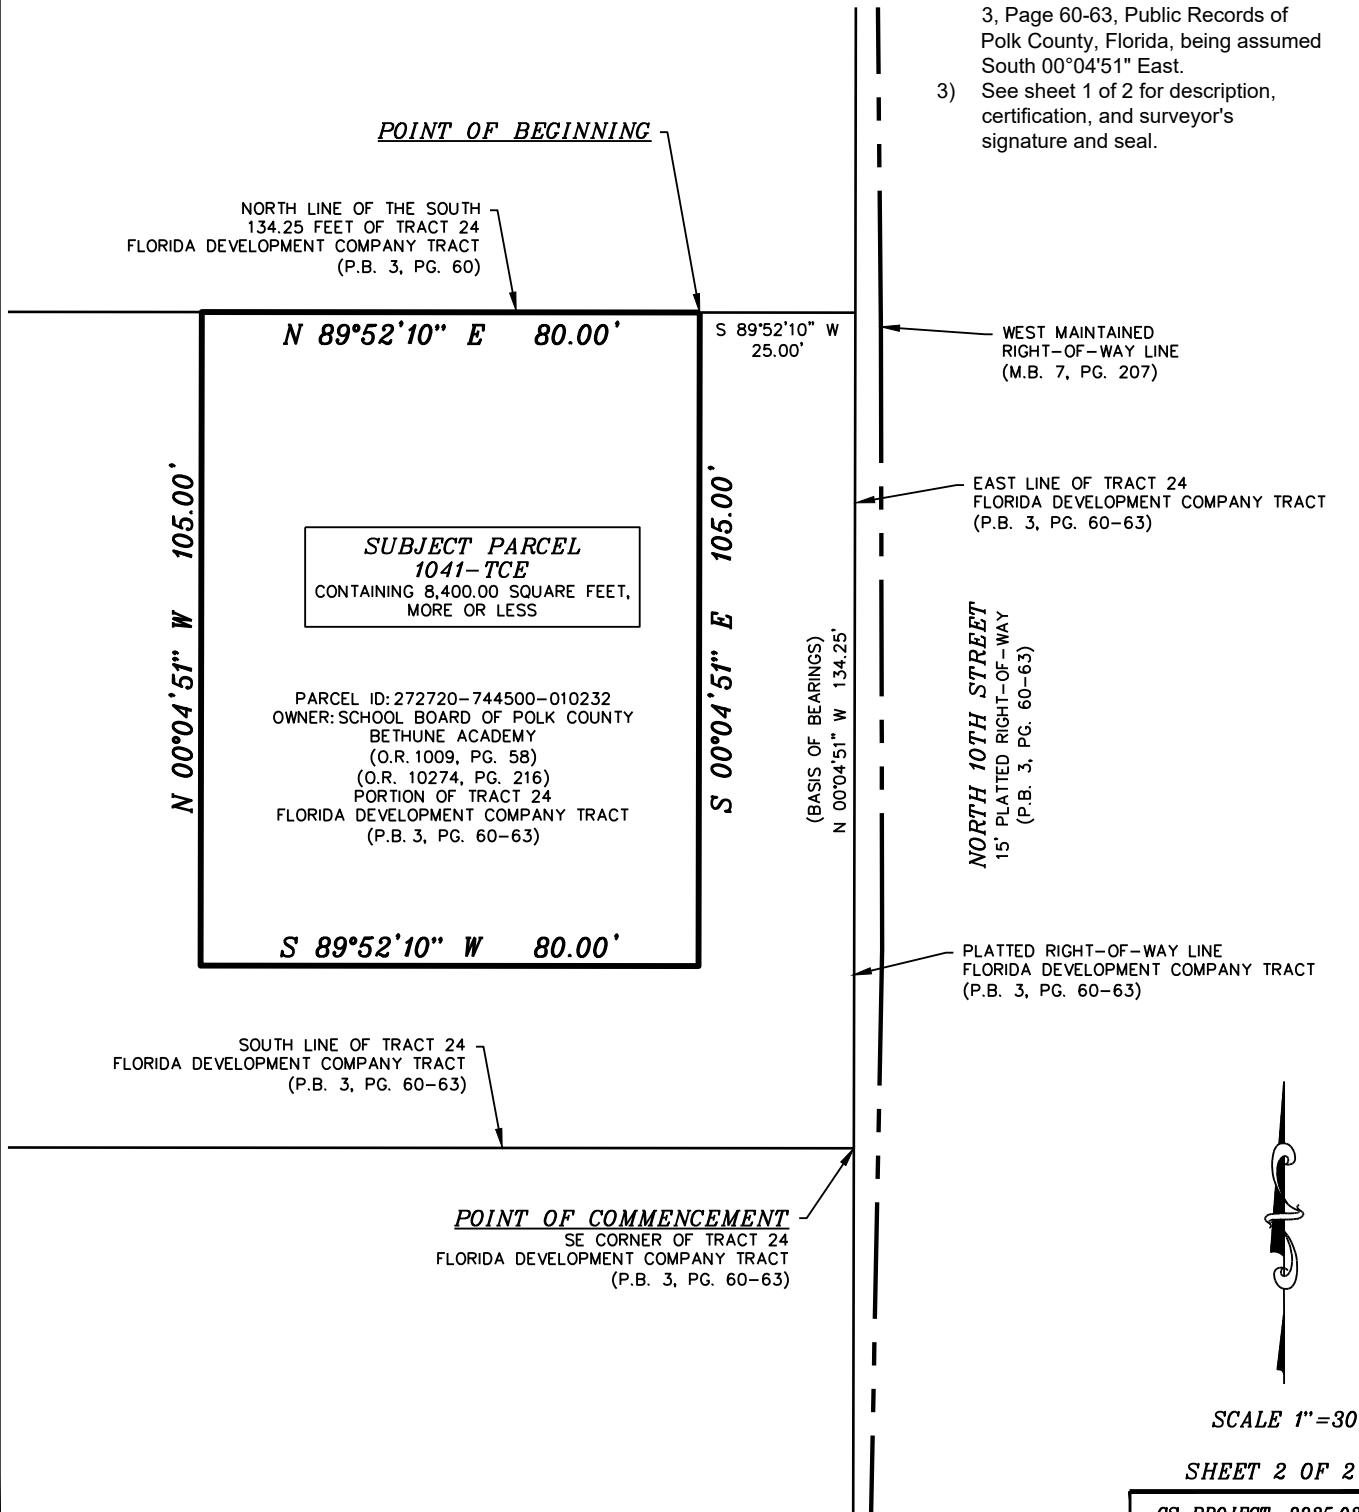 3, Page 60-63, Public Records of
Polk County, Florida, being assumed
South 00°04'51" East.
3) See sheet 1 of 2 for description,
certification, and surveyor's
signature and seal.
POINT OF BEGINNING
NORTH LINE OF THE SOUTH
134.25 FEET OF TRACT 24
FLORIDA DEVELOPMENT COMPANY TRACT
(P.B. 3, PG. 60)
N 89°52'10" E 80.00'
S 89°52'10" W
25.00'
WEST MAINTAINED
RIGHT-OF-WAY LINE
(M.B. 7, PG. 207)
N 00°04'51" W 105.00'
S 00°04'51" E 105.00'
EAST LINE OF TRACT 24
FLORIDA DEVELOPMENT COMPANY TRACT
(P.B. 3, PG. 60-63)
SUBJECT PARCEL
1041-TCE
CONTAINING 8,400.00 SQUARE FEET,
MORE OR LESS
(BASIS OF BEARINGS)
N 00°04'51" W 134.25'
NORTH 10TH STREET
15' PLATTED RIGHT-OF-WAY
(P.B. 3, PG. 60-63)
PARCEL ID: 272720-744500-010232
OWNER: SCHOOL BOARD OF POLK COUNTY
BETHUNE ACADEMY
(O.R. 1009, PG. 58)
(O.R. 10274, PG. 216)
PORTION OF TRACT 24
FLORIDA DEVELOPMENT COMPANY TRACT
(P.B. 3, PG. 60-63)
S 89°52'10" W 80.00'
PLATTED RIGHT-OF-WAY LINE
FLORIDA DEVELOPMENT COMPANY TRACT
(P.B. 3, PG. 60-63)
SOUTH LINE OF TRACT 24
FLORIDA DEVELOPMENT COMPANY TRACT
(P.B. 3, PG. 60-63)
POINT OF COMMENCEMENT
SE CORNER OF TRACT 24
FLORIDA DEVELOPMENT COMPANY TRACT
(P.B. 3, PG. 60-63)
SCALE 1"=30
SHEET 2 OF 2